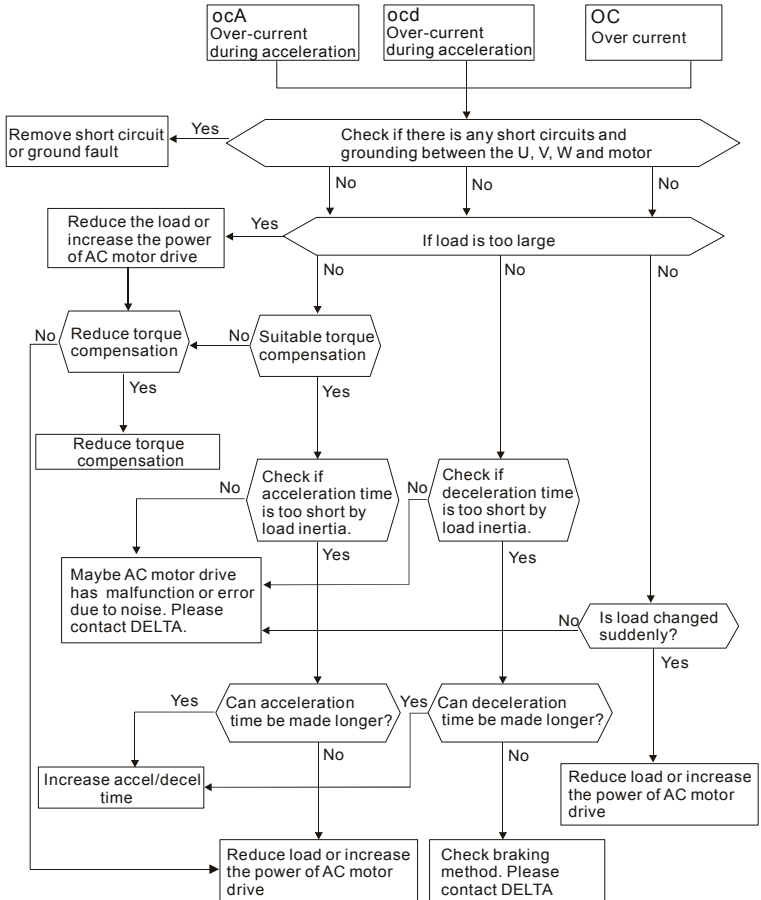 ocA
Over-current
during acceleration
ocd
Over-current
during acceleration
OC
Over current
Remove short circuit
or ground fault
Yes
Check if there is any short circuits and
grounding between the U, V, W and motor
No
No
No
Reduce the load or
increase the power
of AC motor drive
Yes
If load is too large
No
No
No
No
Reduce torque
compensation
No
Suitable torque
compensation
Yes
Yes
Reduce torque
compensation
No
Check if
acceleration time
is too short by
load inertia.
No
Check if
deceleration time
is too short by
load inertia.
Yes
Yes
Maybe AC motor drive
has malfunction or error
due to noise. Please
contact DELTA.
No
Is load changed
suddenly?
Yes
Yes
Can acceleration
time be made longer?
Yes
Can deceleration
time be made longer?
No
No
Increase accel/decel
time
Reduce load or increase
the power of AC motor
drive
Reduce load or increase
the power of AC motor
drive
Check braking
method. Please
contact DELTA